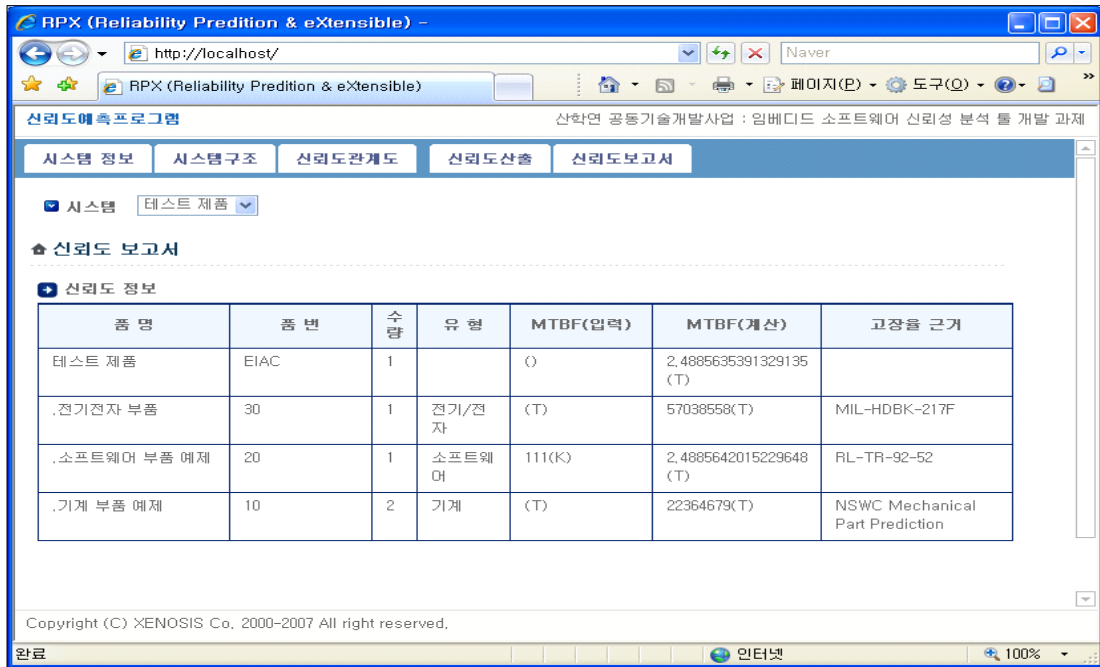 RPX (Reliability Predition & eXtensible) -
http://localhost/
Naver
RPX (Reliability Predition & eXtensible)
페이지(P)
도구(O)
신뢰도예측프로그램
산학연 공동기술개발사업 : 임베디드 소프트웨어 신뢰성 분석 툴 개발 과제
시스템 정보
시스템구조
신뢰도관계도
신뢰도산출
신뢰도보고서
시스템
테스트 제품
신뢰도 보고서
신뢰도 정보
품 명
품 번
수
량
유 형
MTBF(입력)
MTBF(계산)
고장율 근거
테스트 제품
EIAC
1
()
2,4885635391329135
(T)
.전기전자 부품
30
1
전기/전
자
(T)
57038558(T)
MIL-HDBK-217F
.소프트웨어 부품 예제
20
1
소프트웨
어
111(K)
2,4885642015229648
(T)
RL-TR-92-52
.기계 부품 예제
10
2
기계
(T)
22364679(T)
NSWC Mechanical
Part Prediction
Copyright (C) XENOSIS Co. 2000-2007 All right reserved.
완료
인터넷
100%